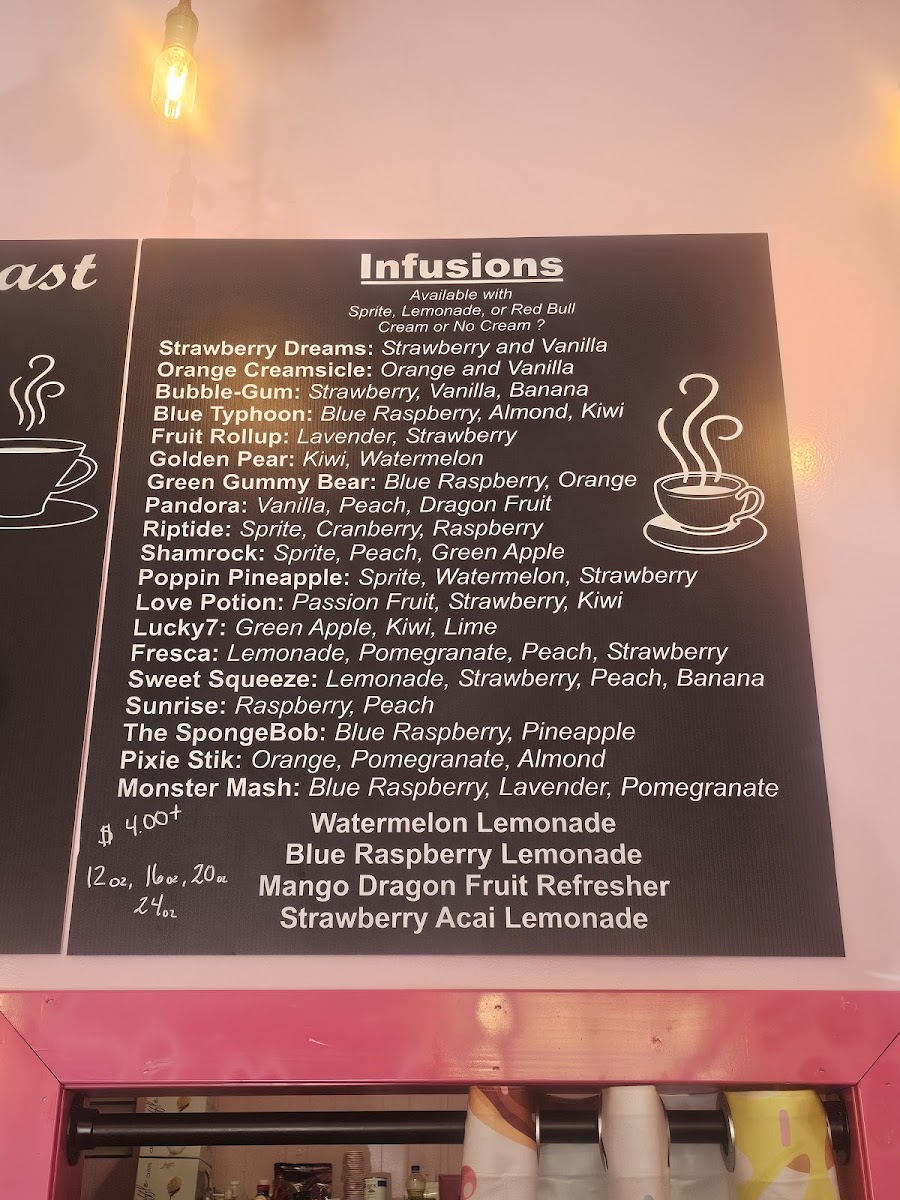 ast
Infusions
Available with
Sprite, Lemonade, or Red Bull
Cream or No Cream ?
Strawberry Dreams: Strawberry and Vanilla
Orange Creamsicle: Orange and Vanilla
Bubble-Gum: Strawberry, Vanilla, Banana
Blue Typhoon: Blue Raspberry, Almond, Kiwi
Fruit Rollup: Lavender, Strawberry
Golden Pear: Kiwi, Watermelon
Green Gummy Bear: Blue Raspberry, Orange
Pandora: Vanilla, Peach, Dragon Fruit
Riptide: Sprite, Cranberry, Raspberry
Shamrock: Sprite, Peach, Green Apple
Poppin Pineapple: Sprite, Watermelon, Strawberry
Love Potion: Passion Fruit, Strawberry, Kiwi
Lucky7: Green Apple, Kiwi, Lime
Fresca: Lemonade, Pomegranate, Peach, Strawberry
Sweet Squeeze: Lemonade, Strawberry, Peach, Banana
Sunrise: Raspberry, Peach
The SpongeBob: Blue Raspberry, Pineapple
Pixie Stik: Orange, Pomegranate, Almond
Monster Mash: Blue Raspberry, Lavender, Pomegranate
$ 4.00+
12oz, 16oz, 20oz
24oz
Watermelon Lemonade
Blue Raspberry Lemonade
Mango Dragon Fruit Refresher
Strawberry Acai Lemonade